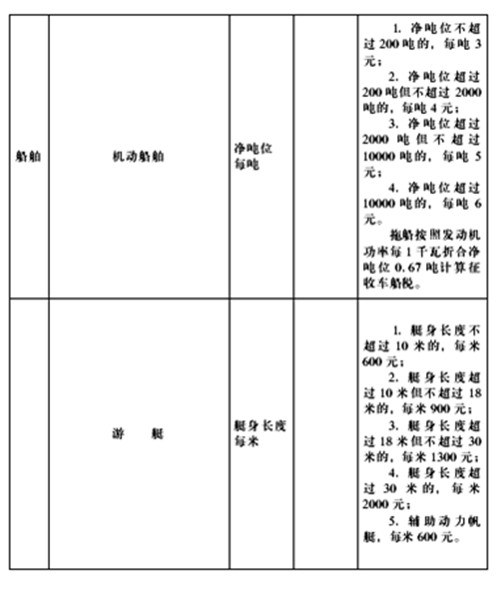 船舶
机动船舶
净吨位
每吨
1. 净吨位不超
过 200 吨的，每吨 3
元；
2. 净吨位超过
200 吨但不超过 2000
吨的，每吨 4 元；
3. 净吨位超过
2000 吨但不超过
10000 吨的，每吨 5
元；
4. 净吨位超过
10000 吨的，每吨 6
元。
拖船按照发动机
功率每 1 千瓦折合净
吨位 0.67 吨计算征
收车船税。
游 艇
艇身长度
每米
1. 艇身长度不
超过 10 米的，每米
600 元；
2. 艇身长度超
过 10 米但不超过 18
米的，每米 900 元；
3. 艇身长度超
过 18 米但不超过 30
米的，每米 1300 元；
4. 艇身长度超
过 30 米的，每米
2000 元；
5. 辅助动力帆
艇，每米 600 元。